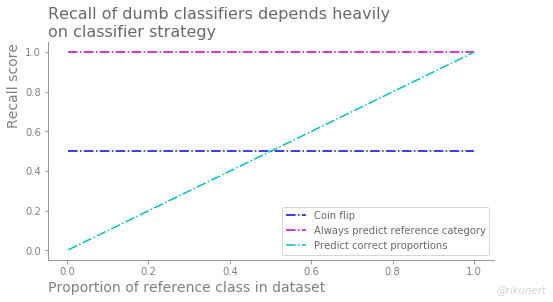 Recall of dumb classifiers depends heavily
on classifier strategy
Recall score
1.0
0.8
0.6
0.4
0.2
0.0
Coin flip
Always predict reference category
Predict correct proportions
0.0 0.2 0.4 0.6 0.8 1.0
Proportion of reference class in dataset
@rikunert